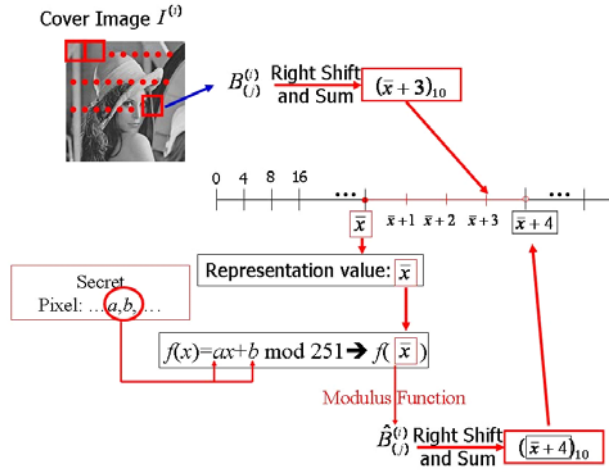 Cover Image I⁽ⁱ⁾
B₍ⱼ₎⁽ⁱ⁾ Right Shift and Sum (x̅+3)₁₀
0 4 8 16 ... ...
x̅ x̅+1 x̅+2 x̅+3 x̅+4
Representation value: x̅
Secret
Pixel: ...a,b, ...
f(x)=ax+b mod 251➔ f( x̅ )
Modulus Function
B̂₍ⱼ₎⁽ⁱ⁾ Right Shift and Sum (x̅+4)₁₀